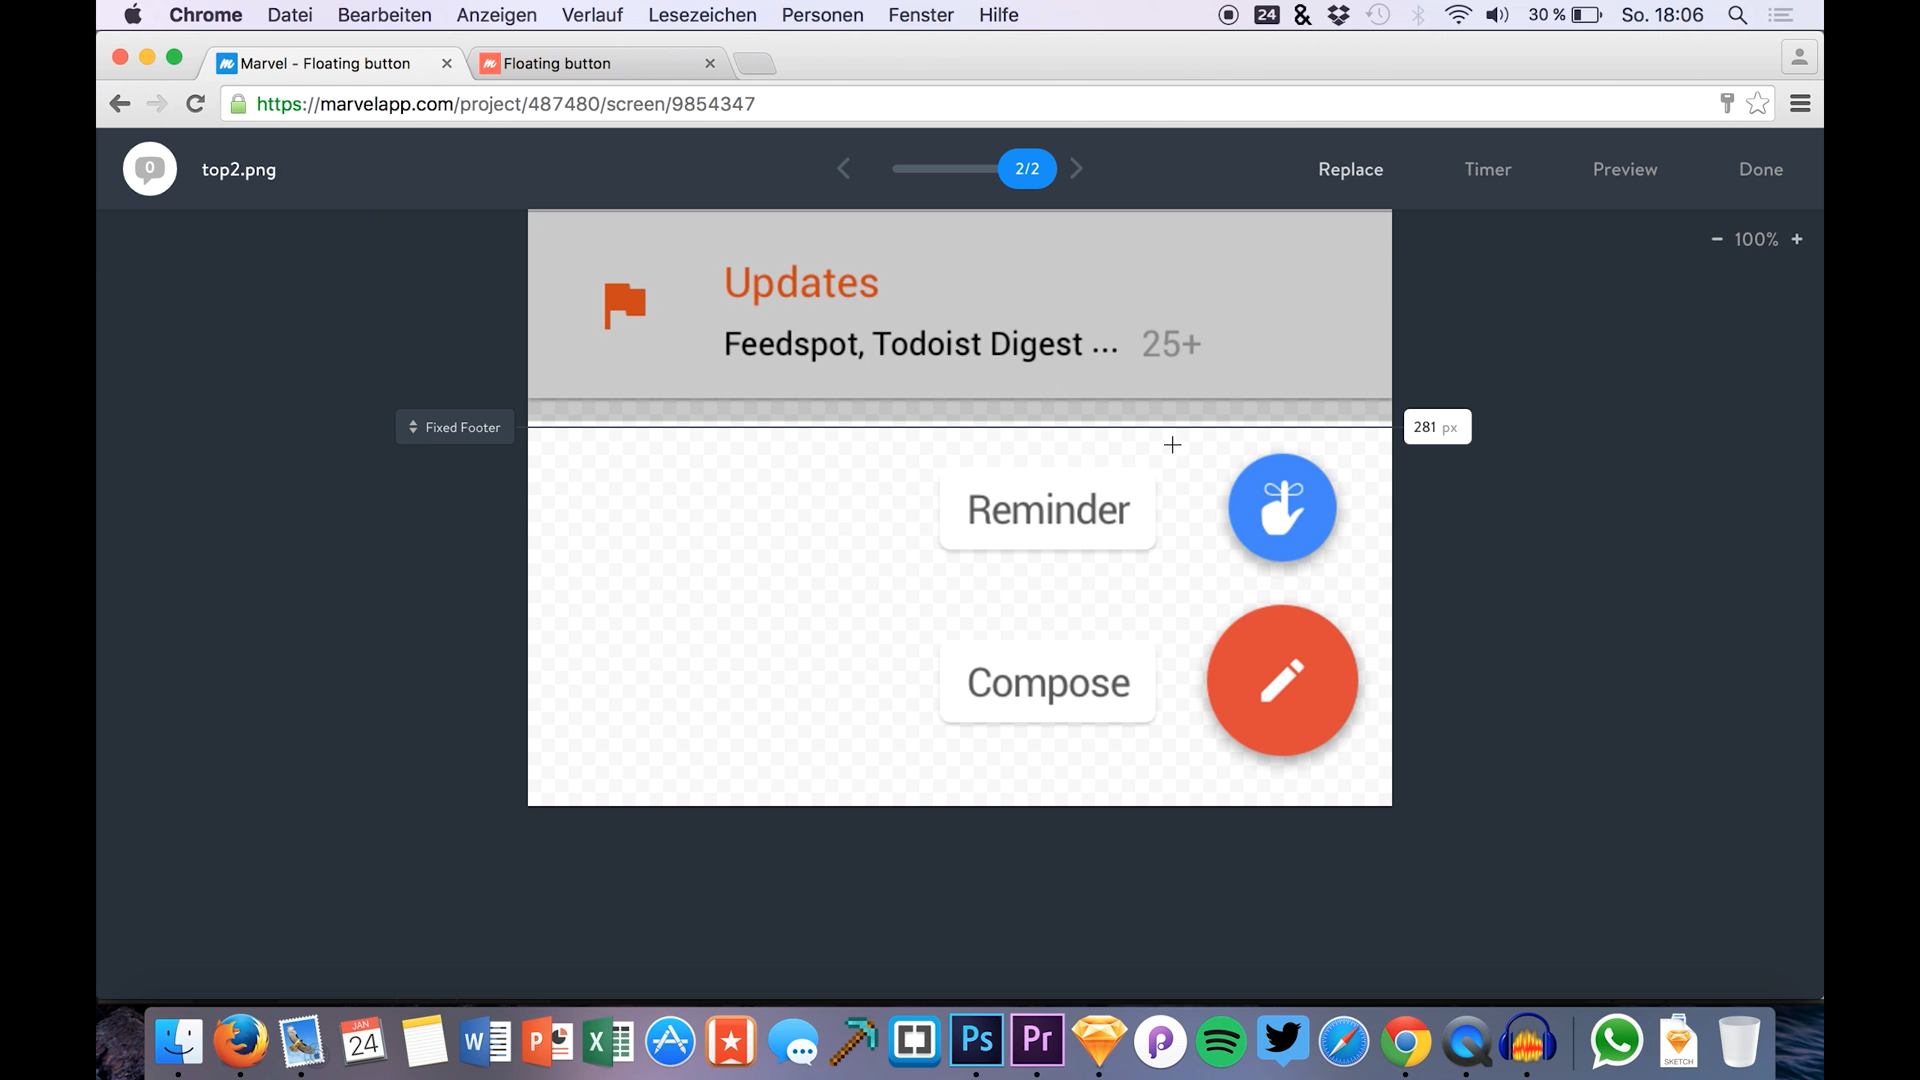 Chrome Datei Bearbeiten Anzeigen Verlauf Lesezeichen Personen Fenster Hilfe 24 & 30 % So. 18:06
Marvel - Floating button
Floating button
https://marvelapp.com/project/487480/screen/9854347
0 top2.png 2/2 Replace Timer Preview Done
− 100% +
Updates
Feedspot, Todoist Digest ... 25+
Fixed Footer 281 px
Reminder
Compose
JAN
24
W
P
X
Ps
Pr
SKETCH